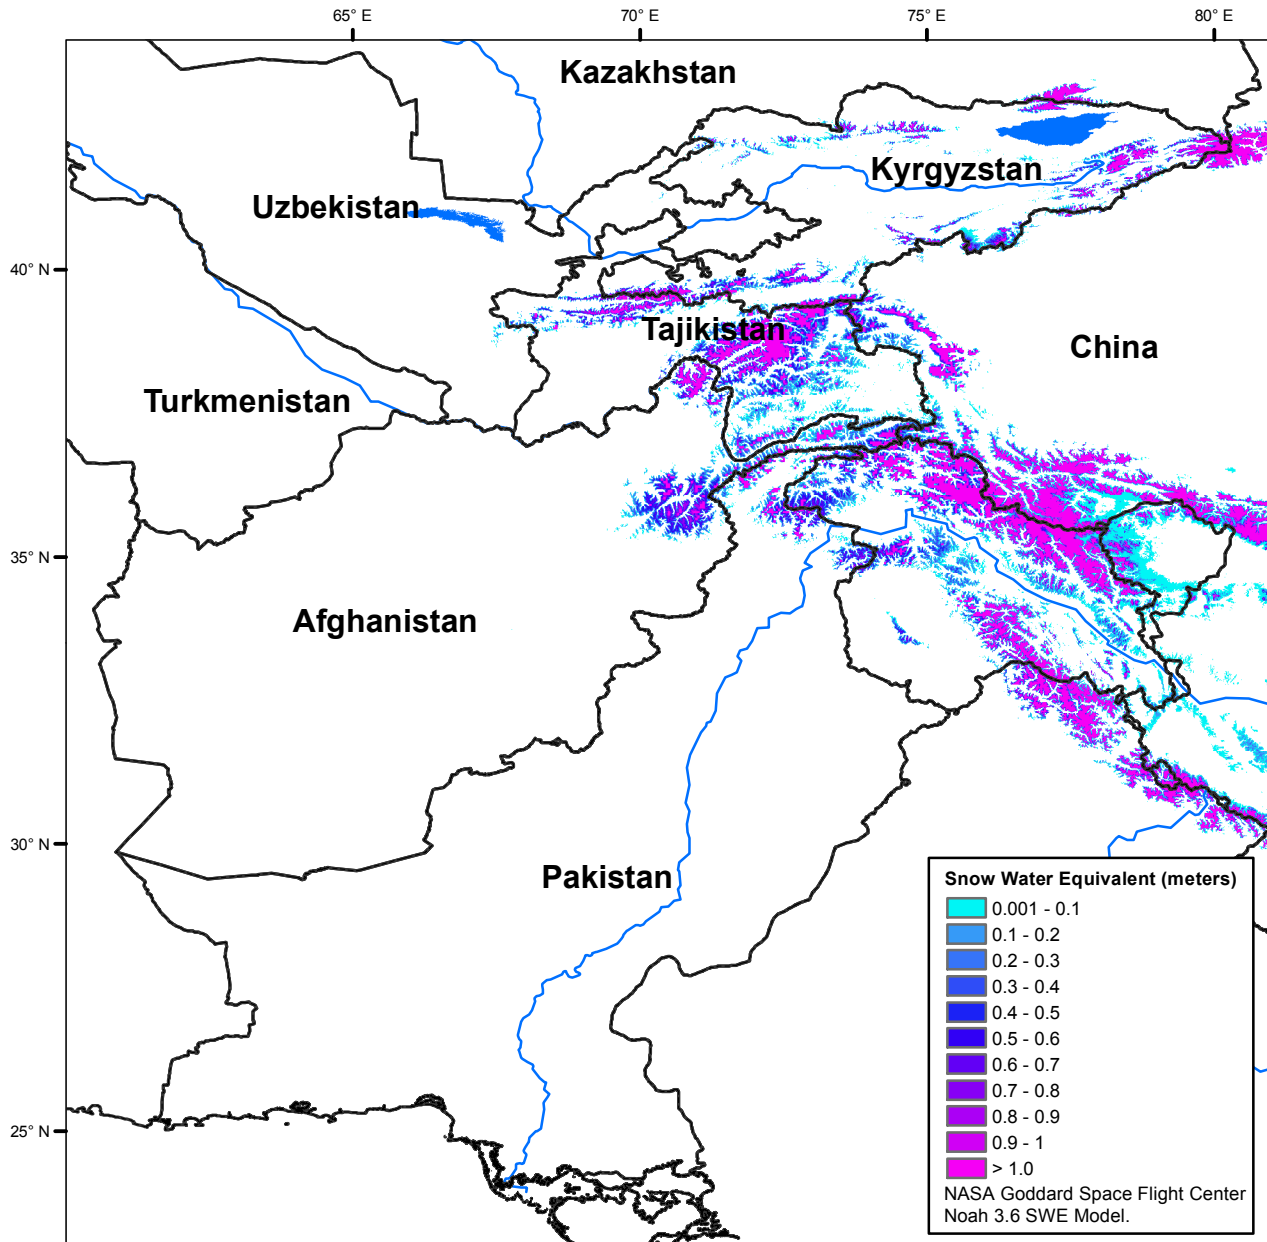 65° E
70° E
75° E
80° E
Kazakhstan
Kyrgyzstan
Uzbekistan
40° N
Tajikistan
China
Turkmenistan
35° N
Afghanistan
30° N
Pakistan
25° N
Snow Water Equivalent (meters)
0.001 - 0.1
0.1 - 0.2
0.2 - 0.3
0.3 - 0.4
0.4 - 0.5
0.5 - 0.6
0.6 - 0.7
0.7 - 0.8
0.8 - 0.9
0.9 - 1
> 1.0
NASA Goddard Space Flight Center
Noah 3.6 SWE Model.